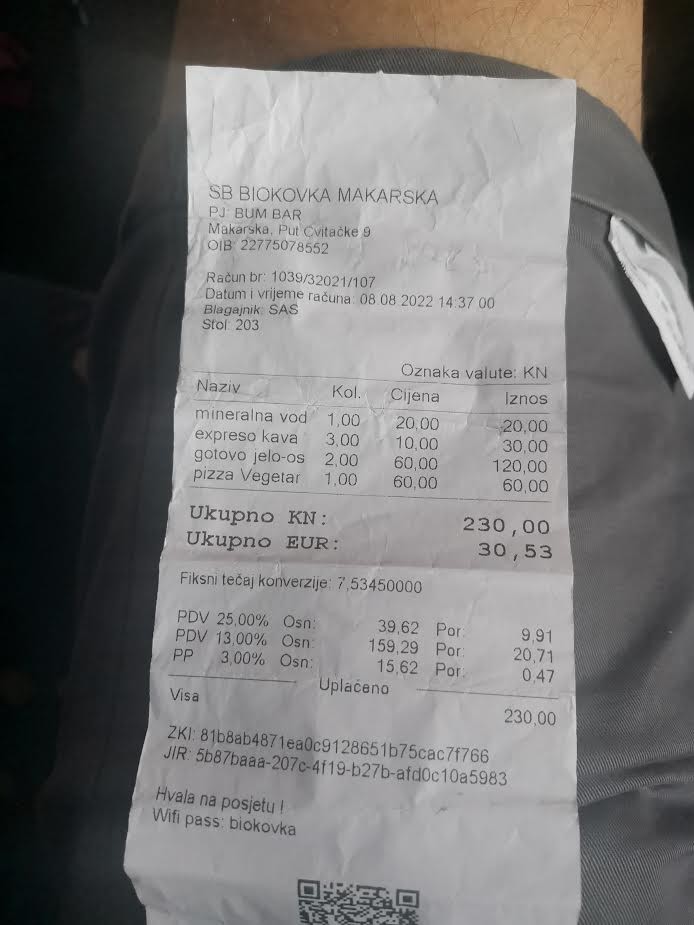 SB BIOKOVKA MAKARSKA
PJ: BUM BAR
Makarska, Put Cvitačke 9
OIB: 22775078552
Račun br: 1039/32021/107
Datum i vrijeme računa: 08.08.2022 14:37:00
Blagajnik: SAŠ
Stol: 203
Oznaka valute: KN
Naziv Kol. Cijena Iznos
mineralna vod 1,00 20,00 20,00
expreso kava 3,00 10,00 30,00
gotovo jelo-os 2,00 60,00 120,00
pizza Vegetar 1,00 60,00 60,00
Ukupno KN: 230,00
Ukupno EUR: 30,53
Fiksni tečaj konverzije: 7,53450000
PDV 25,00% Osn: 39,62 Por: 9,91
PDV 13,00% Osn: 159,29 Por: 20,71
PP 3,00% Osn: 15,62 Por: 0,47
Uplaćeno
Visa 230,00
ZKI: 81b8ab4871ea0c9128651b75cac7f766
JIR: 5b87baaa-207c-4f19-b27b-afd0c10a5983
Hvala na posjetu !
Wifi pass: biokovka